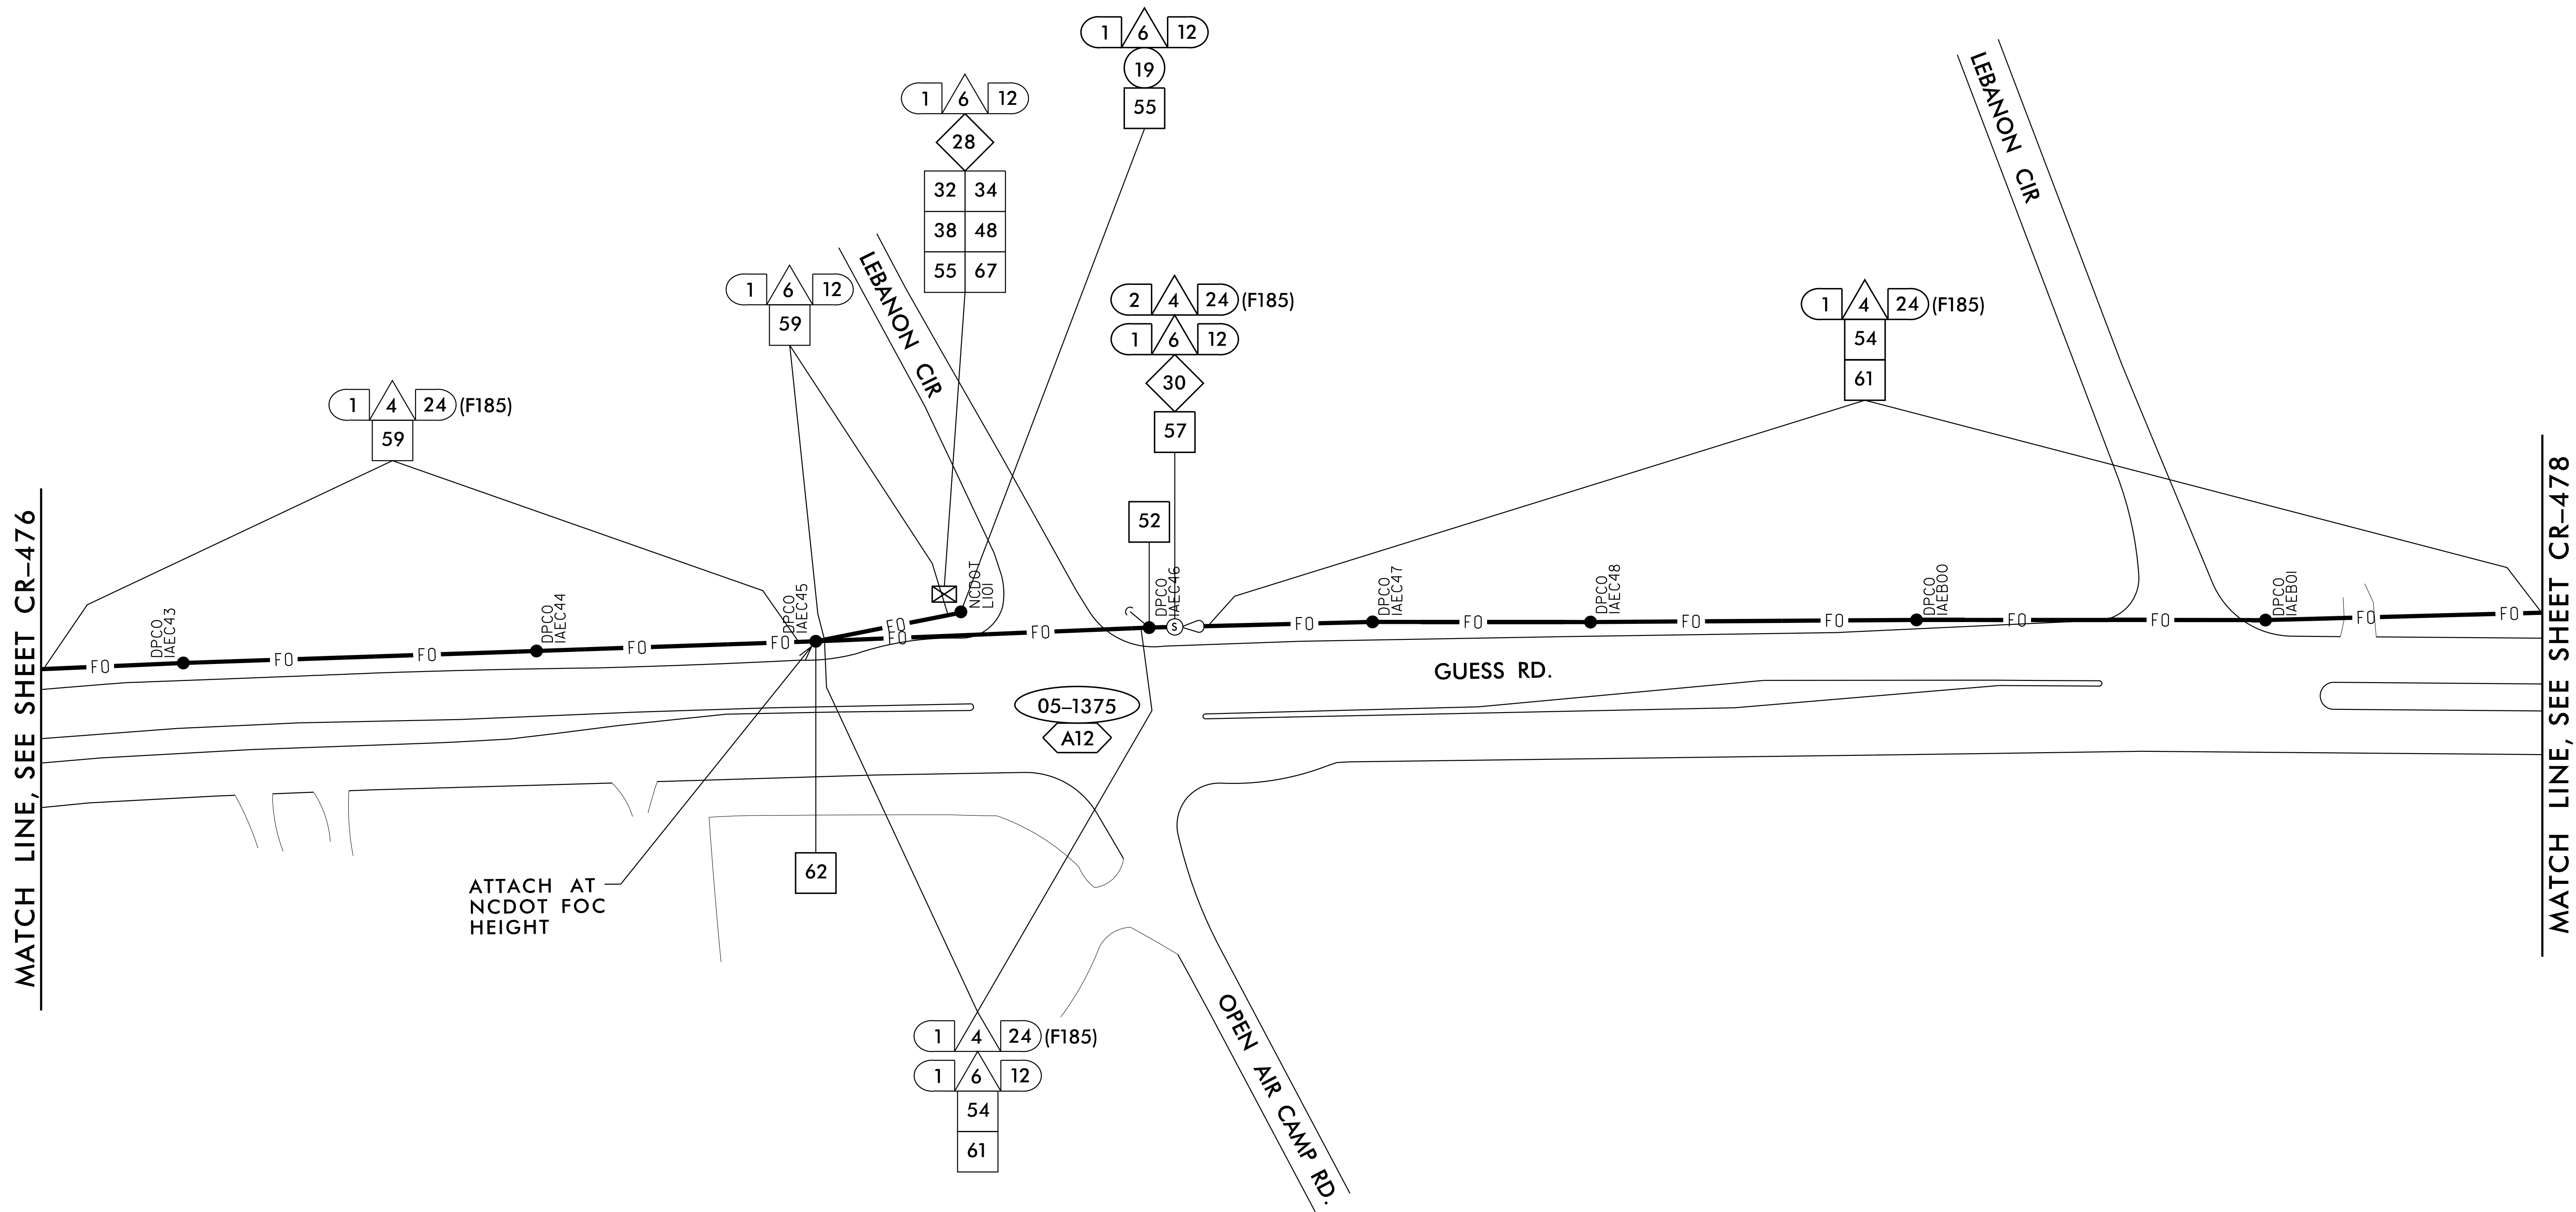 1 6 12
19
55
1 6 12
28
32 34
38 48
55 67
LEBANON CIR
1 6 12
59
LEBANON CIR
2 4 24 (F185)
1 6 12
30
57
1 4 24 (F185)
54
61
1 4 24 (F185)
59
52
MATCH LINE, SEE SHEET CR-476
MATCH LINE, SEE SHEET CR-478
DPCO
IAEC43
DPCO
IAEC44
DPCO
IAEC45
NCDOT
L101
DPCO
IAEC46
S
DPCO
IAEC47
DPCO
IAEC48
DPCO
IAEB00
DPCO
IAEB01
FO FO FO FO FO FO FO FO FO FO FO FO FO FO FO FO
GUESS RD.
05-1375
A12
62
ATTACH AT
NCDOT FOC
HEIGHT
OPEN AIR CAMP RD.
1 4 24 (F185)
1 6 12
54
61